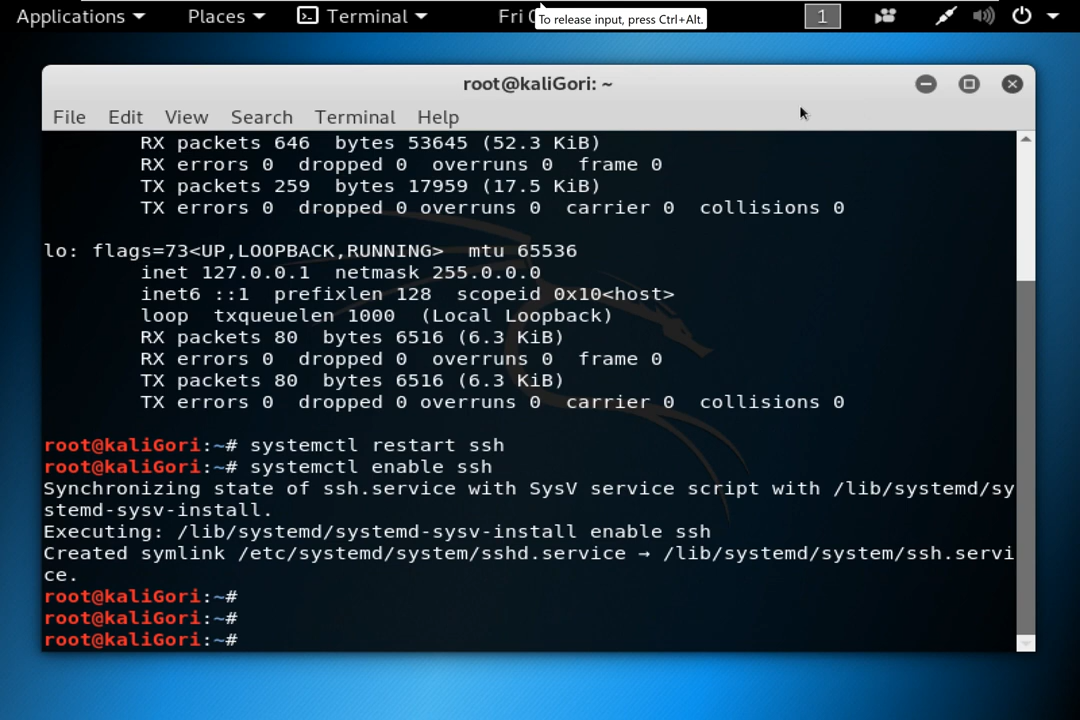 Applications Places Terminal Fri To release input, press Ctrl+Alt. 1
root@kaliGori: ~
File Edit View Search Terminal Help
        RX packets 646  bytes 53645 (52.3 KiB)
        RX errors 0  dropped 0  overruns 0  frame 0
        TX packets 259  bytes 17959 (17.5 KiB)
        TX errors 0  dropped 0 overruns 0  carrier 0  collisions 0
lo: flags=73<UP,LOOPBACK,RUNNING>  mtu 65536
        inet 127.0.0.1  netmask 255.0.0.0
        inet6 ::1  prefixlen 128  scopeid 0x10<host>
        loop  txqueuelen 1000  (Local Loopback)
        RX packets 80  bytes 6516 (6.3 KiB)
        RX errors 0  dropped 0  overruns 0  frame 0
        TX packets 80  bytes 6516 (6.3 KiB)
        TX errors 0  dropped 0 overruns 0  carrier 0  collisions 0
root@kaliGori:~# systemctl restart ssh
root@kaliGori:~# systemctl enable ssh
Synchronizing state of ssh.service with SysV service script with /lib/systemd/sy
stemd-sysv-install.
Executing: /lib/systemd/systemd-sysv-install enable ssh
Created symlink /etc/systemd/system/sshd.service → /lib/systemd/system/ssh.servi
ce.
root@kaliGori:~#
root@kaliGori:~#
root@kaliGori:~#